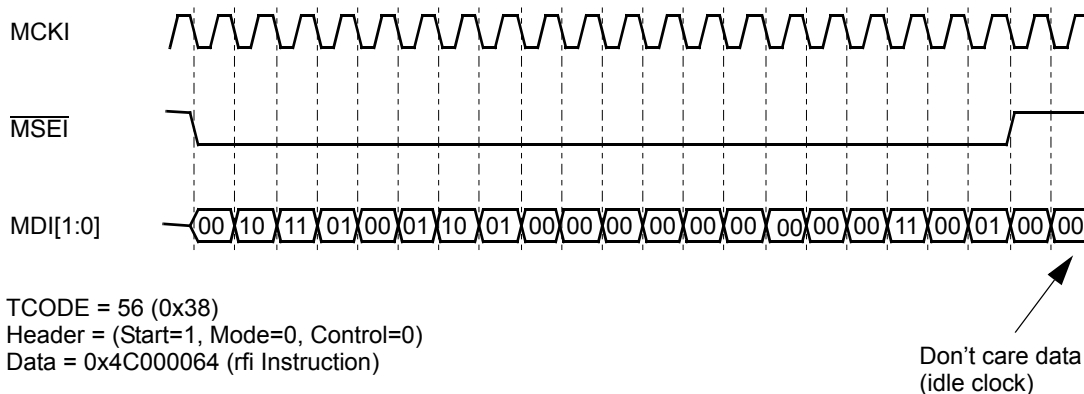 MCKI
MSEI
MDI[1:0] 00 10 11 01 00 01 10 01 00 00 00 00 00 00 00 00 00 11 00 01 00 00
TCODE = 56 (0x38)
Header = (Start=1, Mode=0, Control=0)
Data = 0x4C000064 (rfi Instruction)
Don't care data
(idle clock)